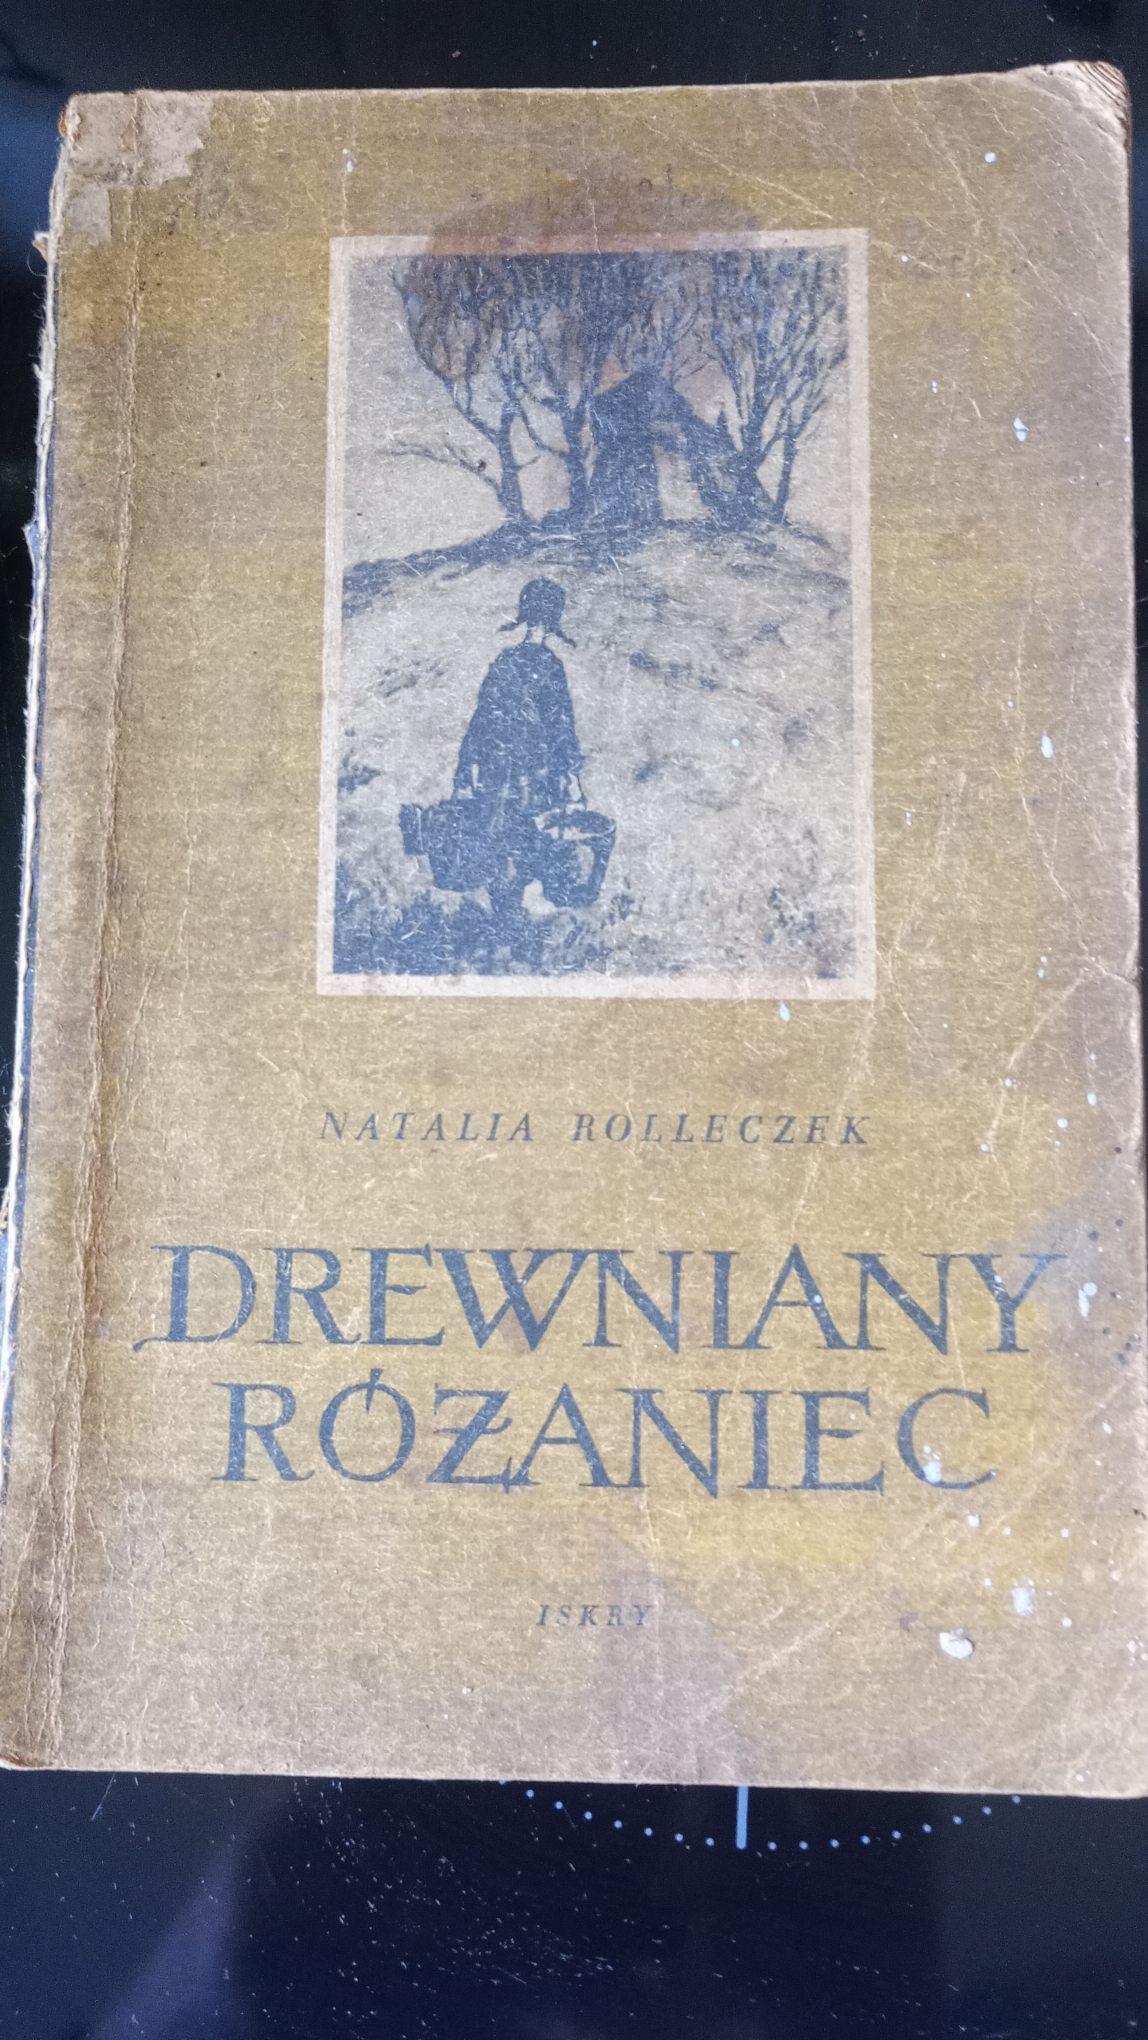 NATALIA ROLLECZEK
DREWNIANY
RÓŻANIEC
ISKRY